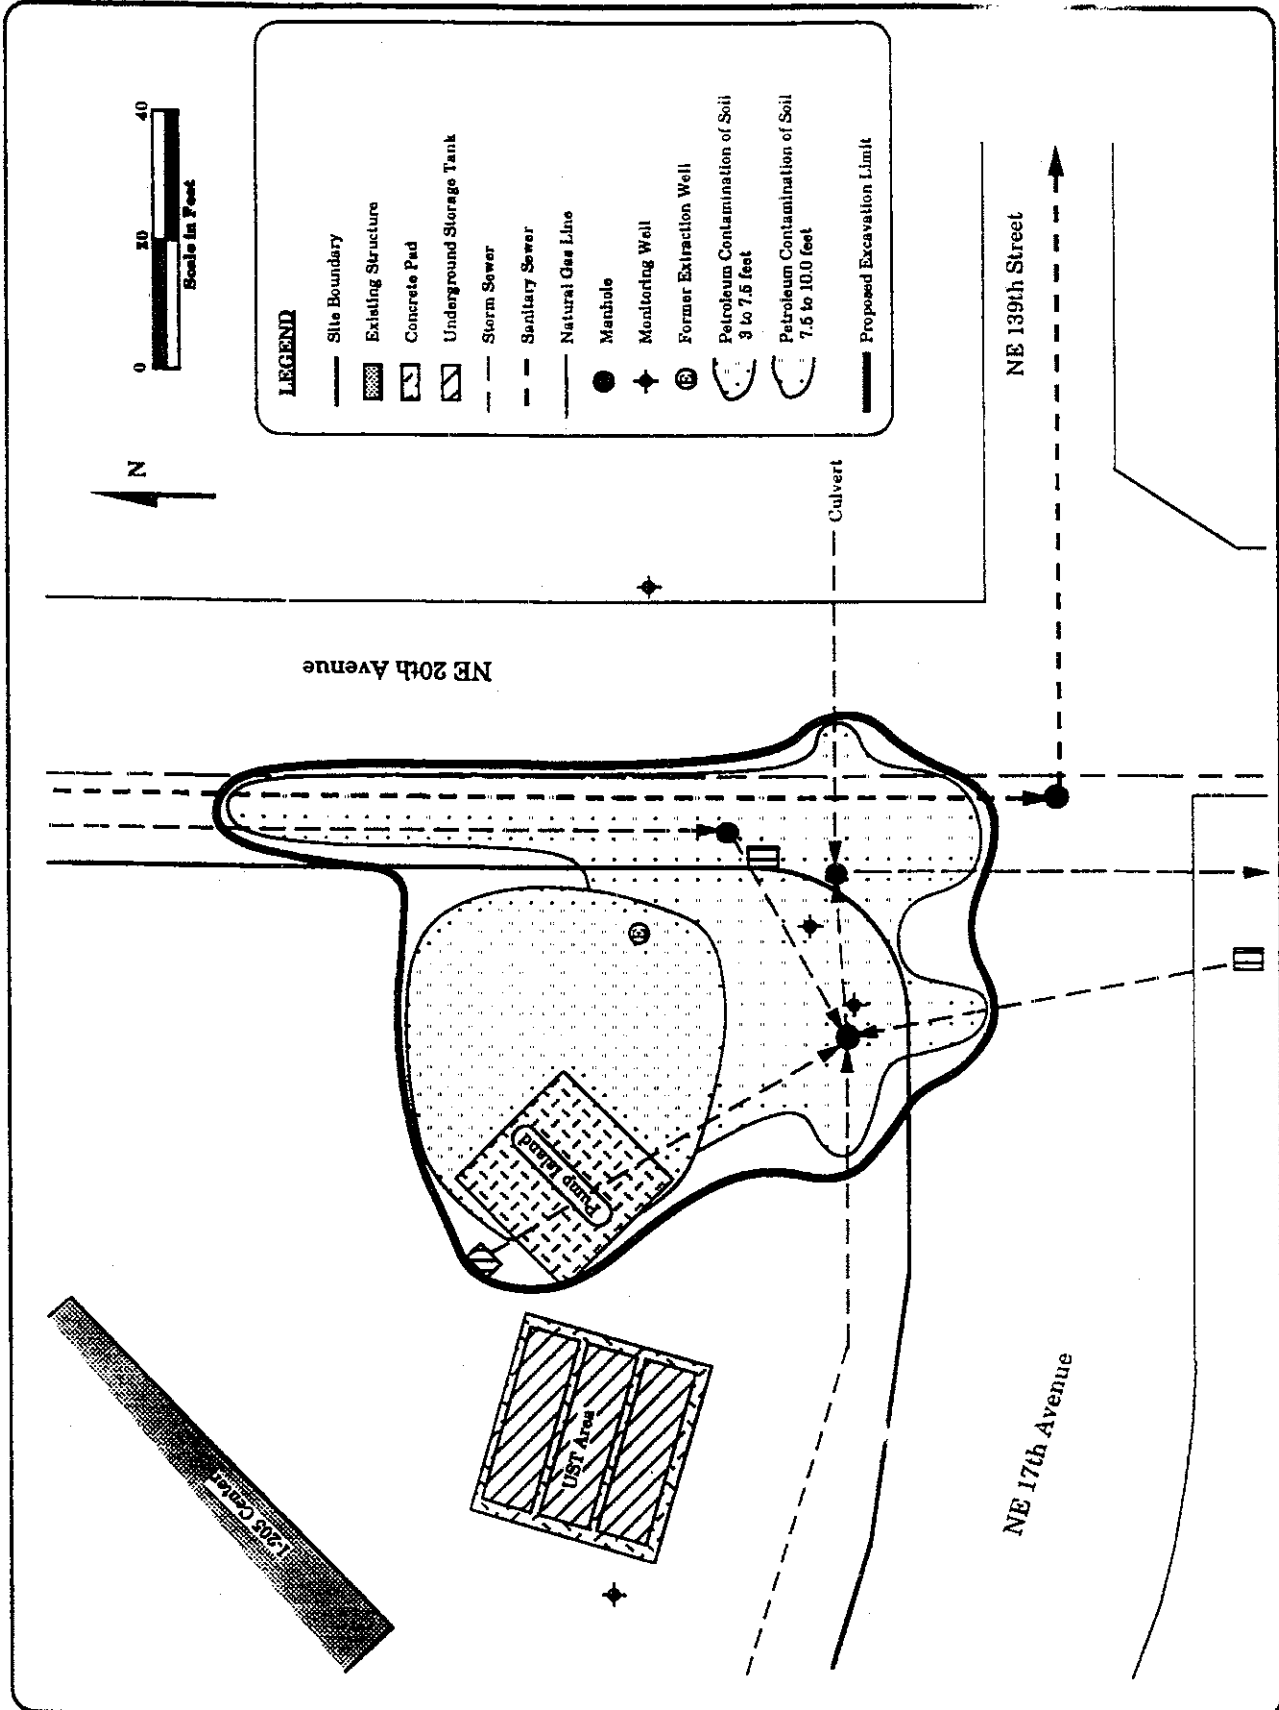 0 20 40
Scale in Feet
N
LEGEND
Site Boundary
Existing Structure
Concrete Pad
Underground Storage Tank
Storm Sewer
Sanitary Sewer
Natural Gas Line
Manhole
Monitoring Well
E
Former Extraction Well
Petroleum Contamination of Soil
3 to 7.5 feet
Petroleum Contamination of Soil
7.5 to 10.0 feet
Proposed Excavation Limit
Culvert
NE 20th Avenue
NE 139th Street
E
Pump Island
UST Area
I-205 Center
NE 17th Avenue